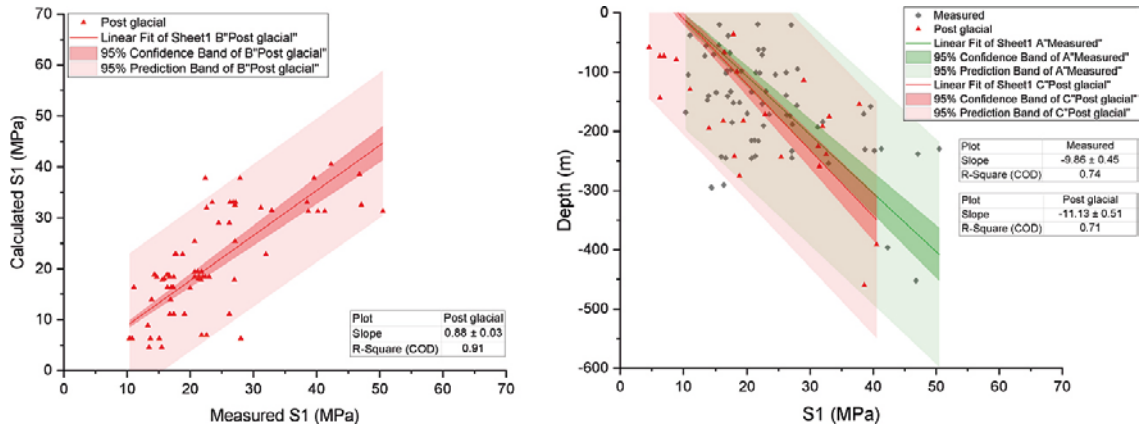 Post glacial
Linear Fit of Sheet1 B"Post glacial"
95% Confidence Band of B"Post glacial"
95% Prediction Band of B"Post glacial"
70
60
50
40
30
20
10
0
Calculated S1 (MPa)
Plot Post glacial
Slope 0.88 ± 0.03
R-Square (COD) 0.91
0 10 20 30 40 50 60 70
Measured S1 (MPa)
Measured
Post glacial
Linear Fit of Sheet1 A"Measured"
95% Confidence Band of A"Measured"
95% Prediction Band of A"Measured"
Linear Fit of Sheet1 C"Post glacial"
95% Confidence Band of C"Post glacial"
95% Prediction Band of C"Post glacial"
0
-100
-200
-300
-400
-500
-600
Depth (m)
Plot Measured
Slope -9.86 ± 0.45
R-Square (COD) 0.74
Plot Post glacial
Slope -11.13 ± 0.51
R-Square (COD) 0.71
0 10 20 30 40 50 60 70
S1 (MPa)